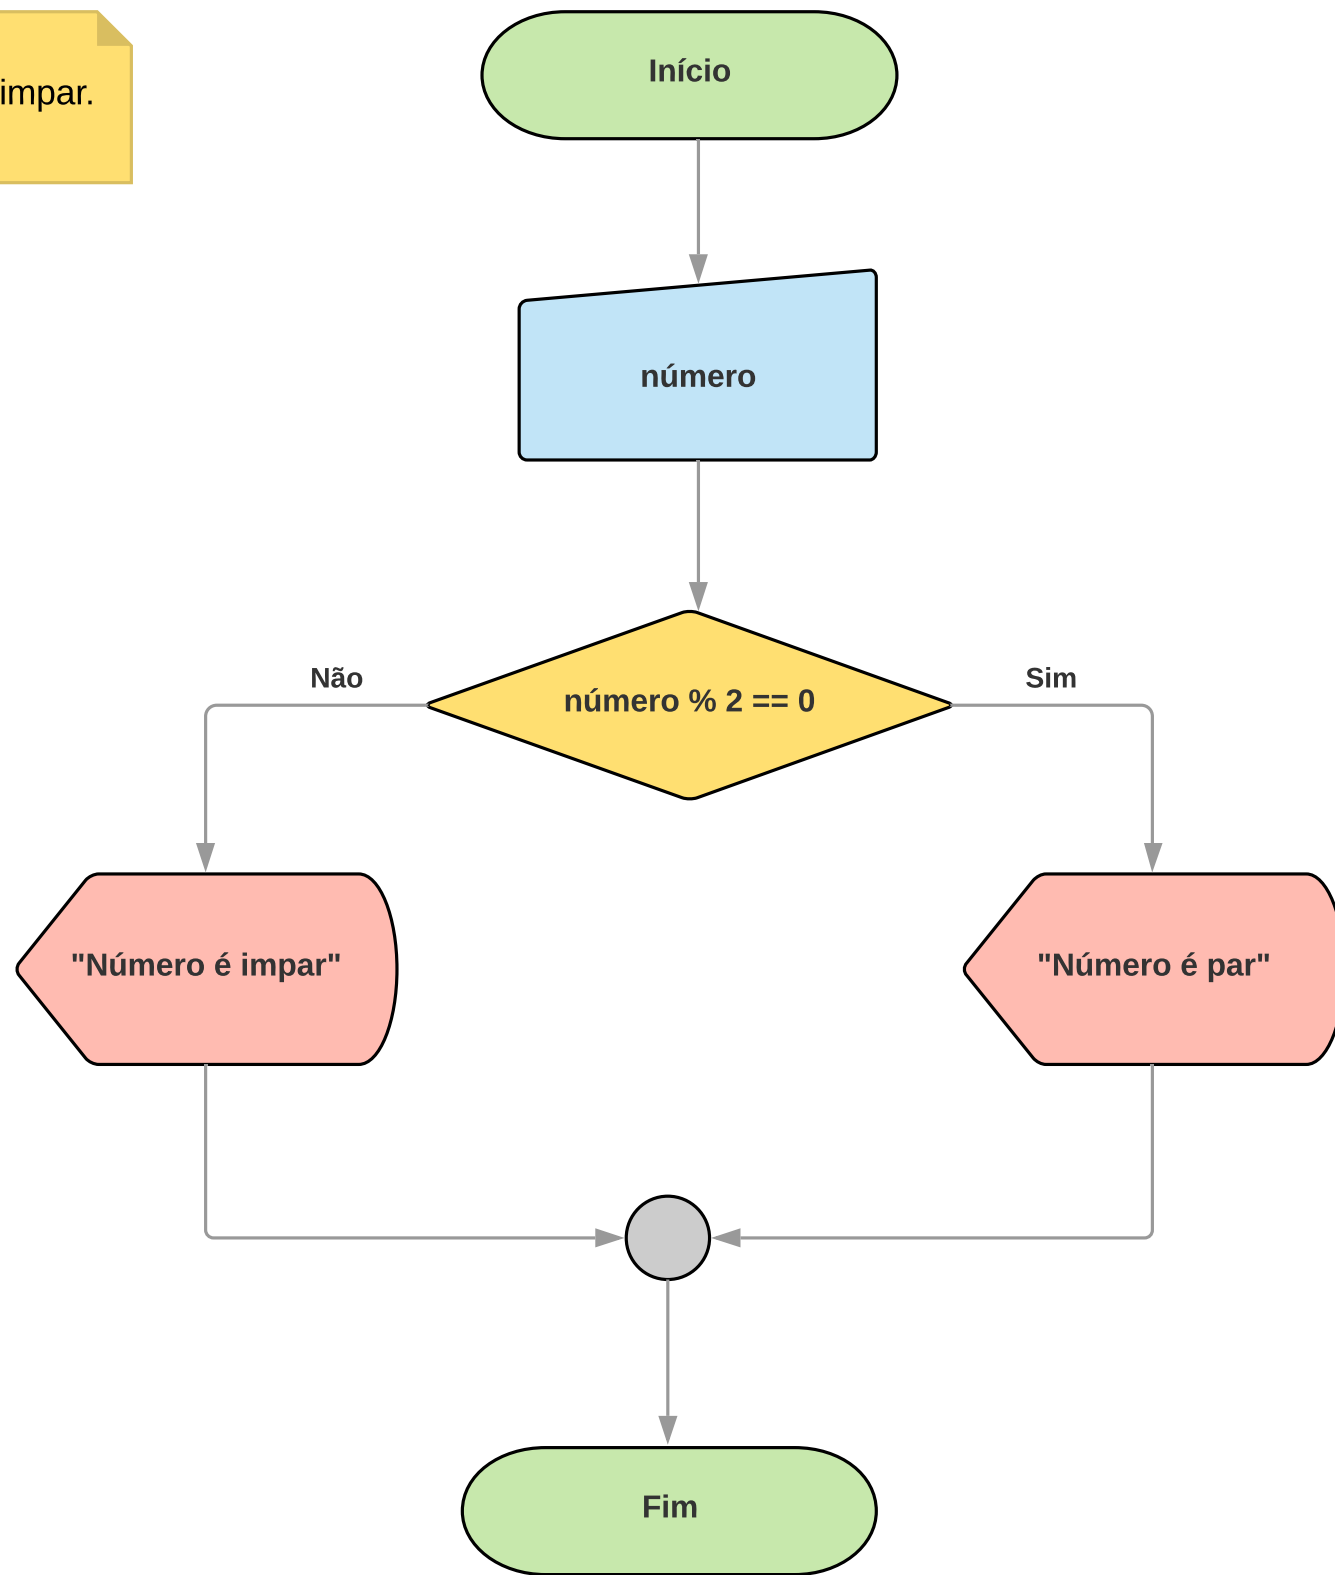 impar.
Início
número
número % 2 == 0
Não
Sim
"Número é impar"
"Número é par"
Fim